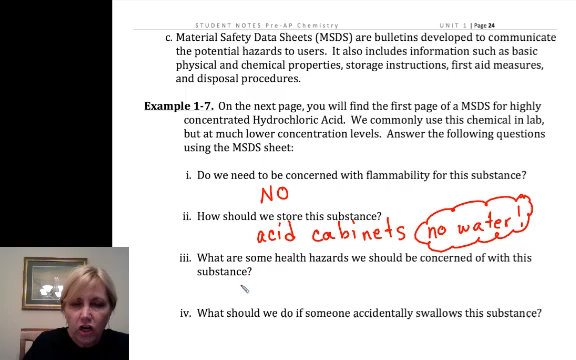 STUDENT NOTES Pre-AP Chemistry UNIT 1 | Page 24
c. Material Safety Data Sheets (MSDS) are bulletins developed to communicate
the potential hazards to users. It also includes information such as basic
physical and chemical properties, storage instructions, first aid measures,
and disposal procedures.
Example 1-7. On the next page, you will find the first page of a MSDS for highly
concentrated Hydrochloric Acid. We commonly use this chemical in lab,
but at much lower concentration levels. Answer the following questions
using the MSDS sheet:
i. Do we need to be concerned with flammability for this substance?
NO
ii. How should we store this substance?
acid cabinets no water!
iii. What are some health hazards we should be concerned of with this
substance?
iv. What should we do if someone accidentally swallows this substance?